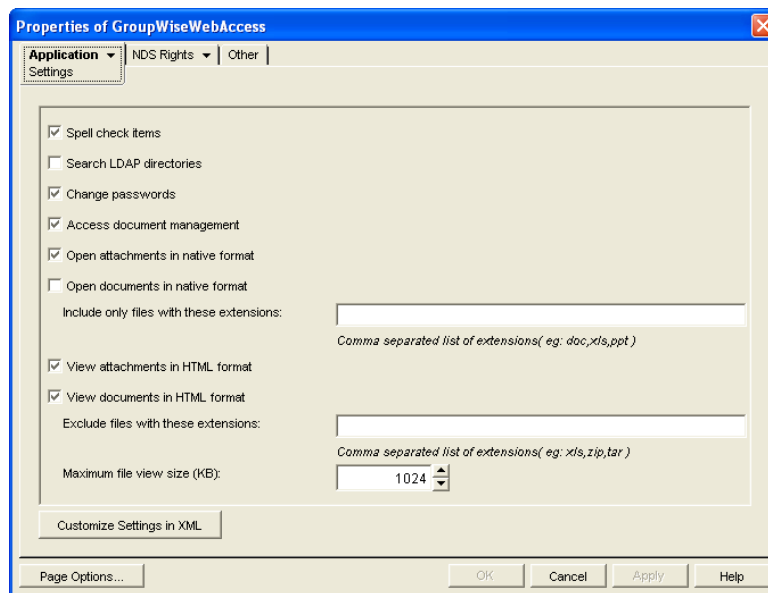 Properties of GroupWiseWebAccess
Application NDS Rights Other
Settings
Spell check items
Search LDAP directories
Change passwords
Access document management
Open attachments in native format
Open documents in native format
Include only files with these extensions:
Comma separated list of extensions( eg: doc,xls,ppt )
View attachments in HTML format
View documents in HTML format
Exclude files with these extensions:
Comma separated list of extensions( eg: xls,zip,tar )
Maximum file view size (KB): 1024
Customize Settings in XML
Page Options... OK Cancel Apply Help